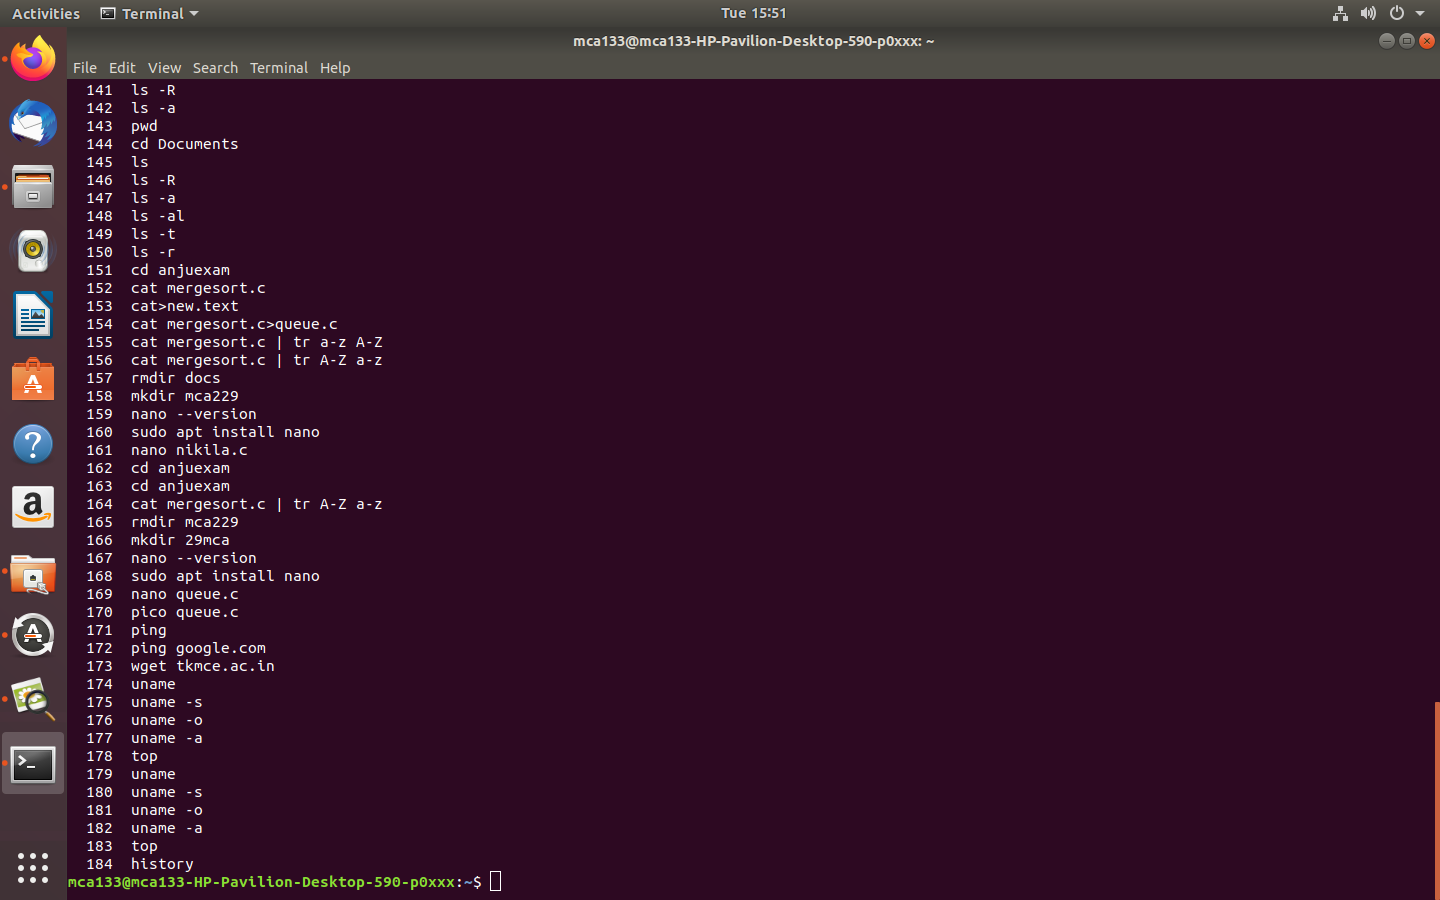 Activities Terminal Tue 15:51
mca133@mca133-HP-Pavilion-Desktop-590-p0xxx: ~
File Edit View Search Terminal Help
141 ls -R
142 ls -a
143 pwd
144 cd Documents
145 ls
146 ls -R
147 ls -a
148 ls -al
149 ls -t
150 ls -r
151 cd anjuexam
152 cat mergesort.c
153 cat>new.text
154 cat mergesort.c>queue.c
155 cat mergesort.c | tr a-z A-Z
156 cat mergesort.c | tr A-Z a-z
157 rmdir docs
158 mkdir mca229
159 nano --version
160 sudo apt install nano
161 nano nikila.c
162 cd anjuexam
163 cd anjuexam
164 cat mergesort.c | tr A-Z a-z
165 rmdir mca229
166 mkdir 29mca
167 nano --version
168 sudo apt install nano
169 nano queue.c
170 pico queue.c
171 ping
172 ping google.com
173 wget tkmce.ac.in
174 uname
175 uname -s
176 uname -o
177 uname -a
178 top
179 uname
180 uname -s
181 uname -o
182 uname -a
183 top
184 history
mca133@mca133-HP-Pavilion-Desktop-590-p0xxx:~$